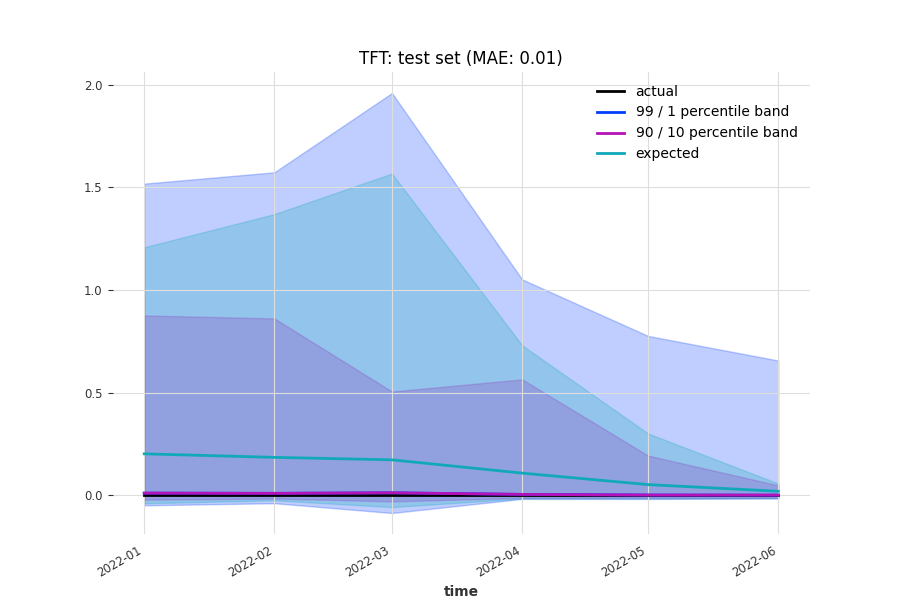 TFT: test set (MAE: 0.01)
actual
99 / 1 percentile band
90 / 10 percentile band
expected
2.0
1.5
1.0
0.5
0.0
2022-01
2022-02
2022-03
2022-04
2022-05
2022-06
time